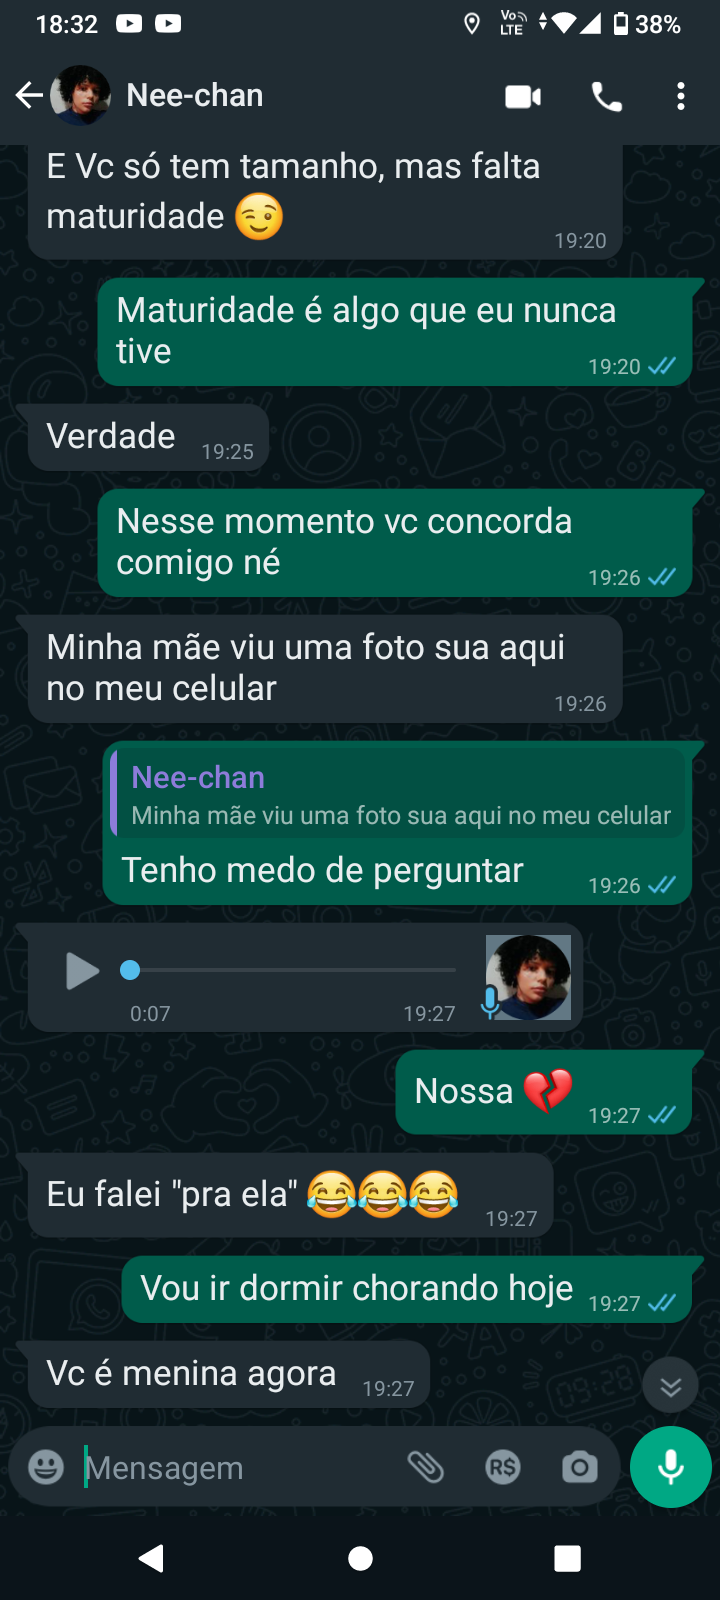 18:32
Vo
LTE
38%
Nee-chan
E Vc só tem tamanho, mas falta
maturidade 😉
19:20
Maturidade é algo que eu nunca
tive
19:20
Verdade
19:25
Nesse momento vc concorda
comigo né
19:26
Minha mãe viu uma foto sua aqui
no meu celular
19:26
Nee-chan
Minha mãe viu uma foto sua aqui no meu celular
Tenho medo de perguntar
19:26
0:07
19:27
Nossa 💔
19:27
Eu falei "pra ela" 😂😂😂
19:27
Vou ir dormir chorando hoje
19:27
Vc é menina agora
19:27
Mensagem
R$